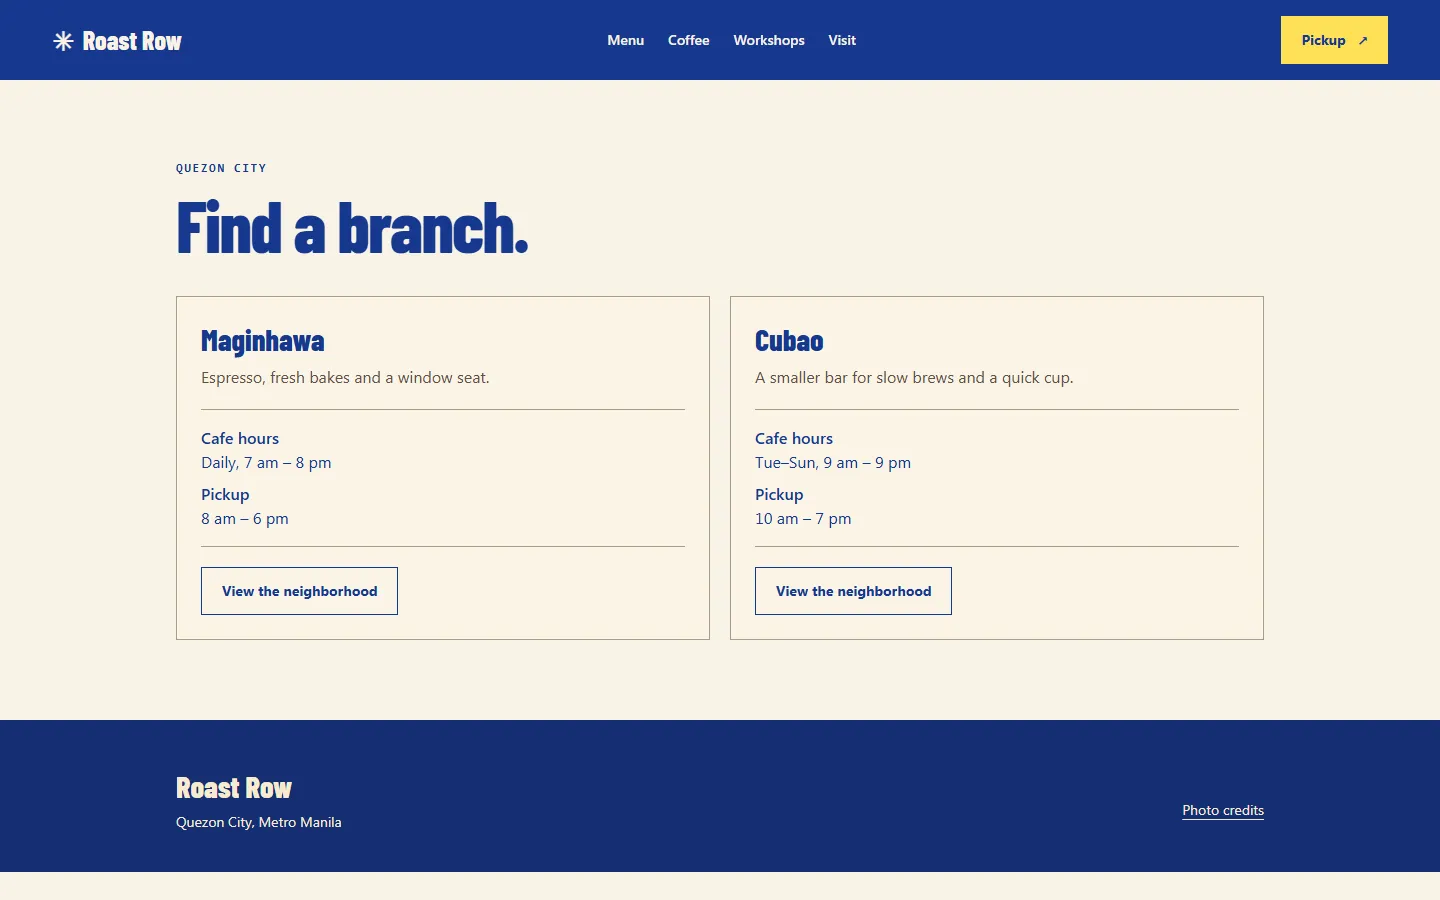 Roast Row
Menu Coffee Workshops Visit
Pickup ↗
QUEZON CITY
Find a branch.
Maginhawa
Espresso, fresh bakes and a window seat.
Cafe hours
Daily, 7 am – 8 pm
Pickup
8 am – 6 pm
View the neighborhood
Cubao
A smaller bar for slow brews and a quick cup.
Cafe hours
Tue–Sun, 9 am – 9 pm
Pickup
10 am – 7 pm
View the neighborhood
Roast Row
Quezon City, Metro Manila
Photo credits